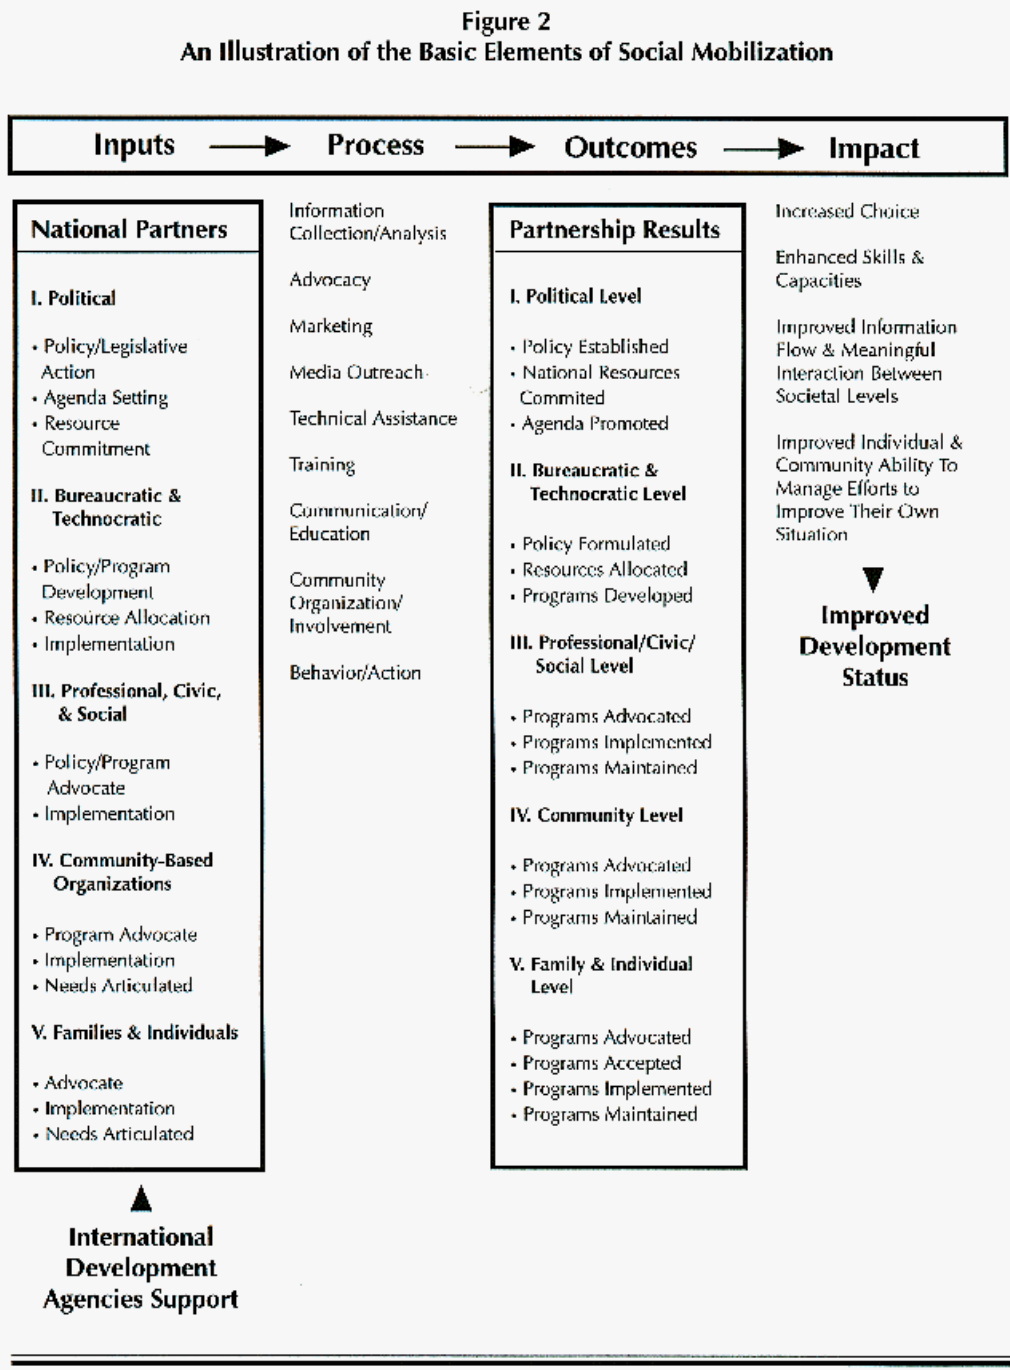 Figure 2
An Illustration of the Basic Elements of Social Mobilization
Inputs
Process
Outcomes
Impact
National Partners
I. Political
• Policy/Legislative
Action
• Agenda Setting
• Resource
Commitment
II. Bureaucratic &
Technocratic
• Policy/Program
Development
• Resource Allocation
• Implementation
III. Professional, Civic,
& Social
• Policy/Program
Advocate
• Implementation
IV. Community-Based
Organizations
• Program Advocate
• Implementation
• Needs Articulated
V. Families & Individuals
• Advocate
• Implementation
• Needs Articulated
International
Development
Agencies Support
Information
Collection/Analysis
Advocacy
Marketing
Media Outreach
Technical Assistance
Training
Communication/
Education
Community
Organization/
Involvement
Behavior/Action
Partnership Results
I. Political Level
• Policy Established
• National Resources
Commited
• Agenda Promoted
II. Bureaucratic &
Technocratic Level
• Policy Formulated
• Resources Allocated
• Programs Developed
III. Professional/Civic/
Social Level
• Programs Advocated
• Programs Implemented
• Programs Maintained
IV. Community Level
• Programs Advocated
• Programs Implemented
• Programs Maintained
V. Family & Individual
Level
• Programs Advocated
• Programs Accepted
• Programs Implemented
• Programs Maintained
Increased Choice
Enhanced Skills &
Capacities
Improved Information
Flow & Meaningful
Interaction Between
Societal Levels
Improved Individual &
Community Ability To
Manage Efforts to
Improve Their Own
Situation
Improved
Development
Status